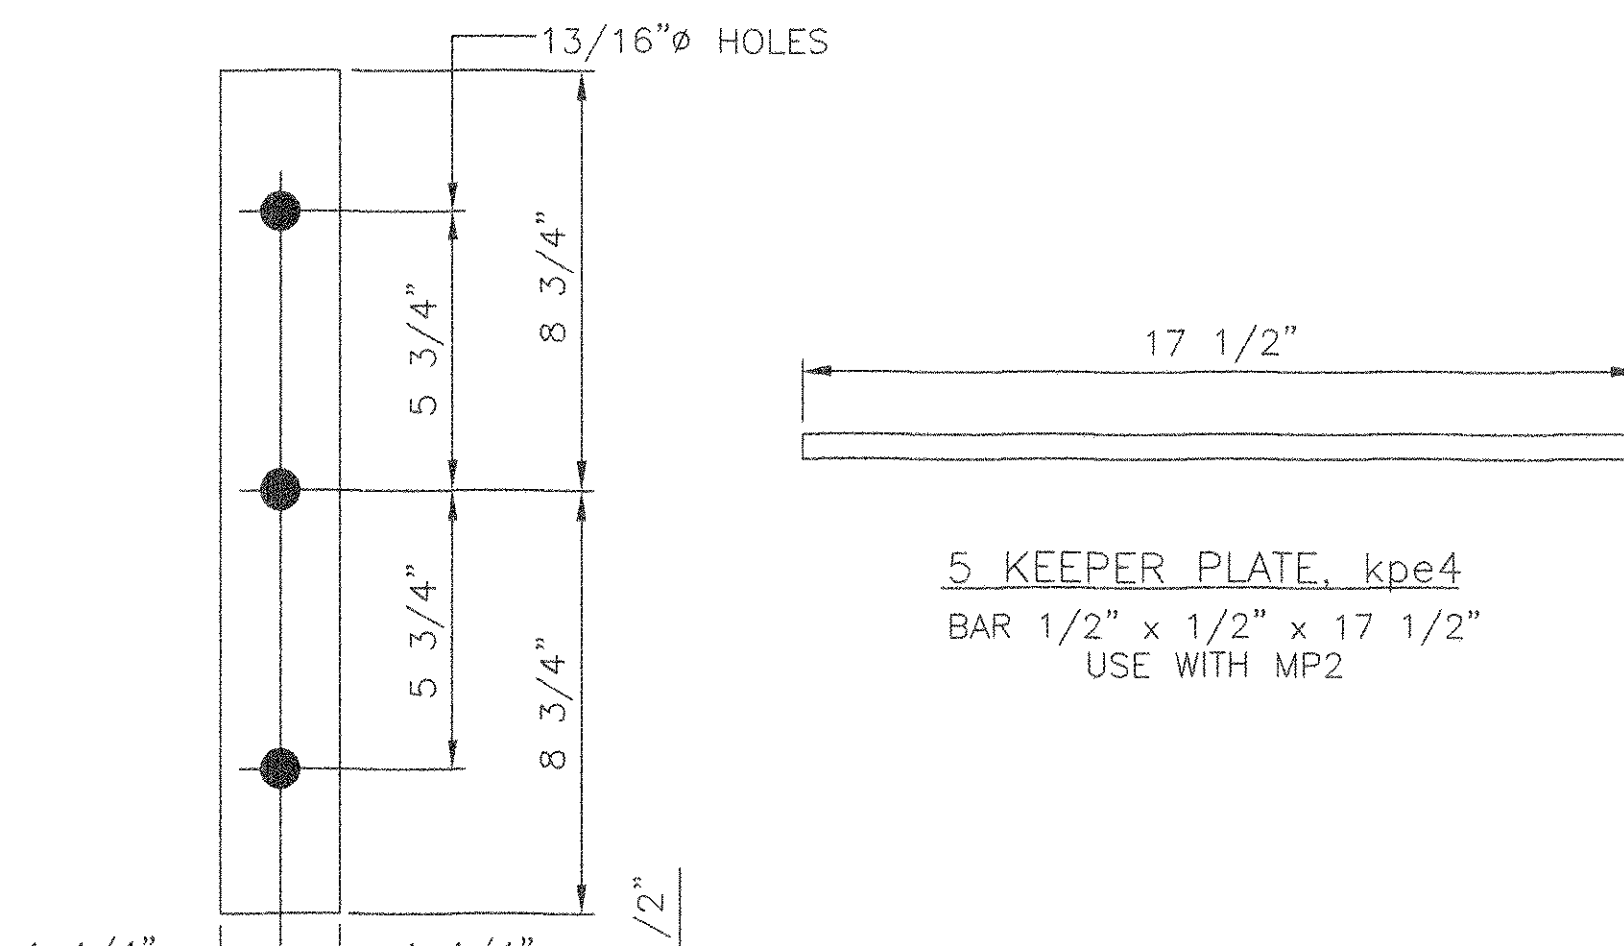 13/16"ø HOLES
8 3/4"
5 3/4"
17 1/2"
5 KEEPER PLATE, kpe4
BAR 1/2" x 1/2" x 17 1/2"
USE WITH MP2
5 3/4"
8 3/4"
/2"